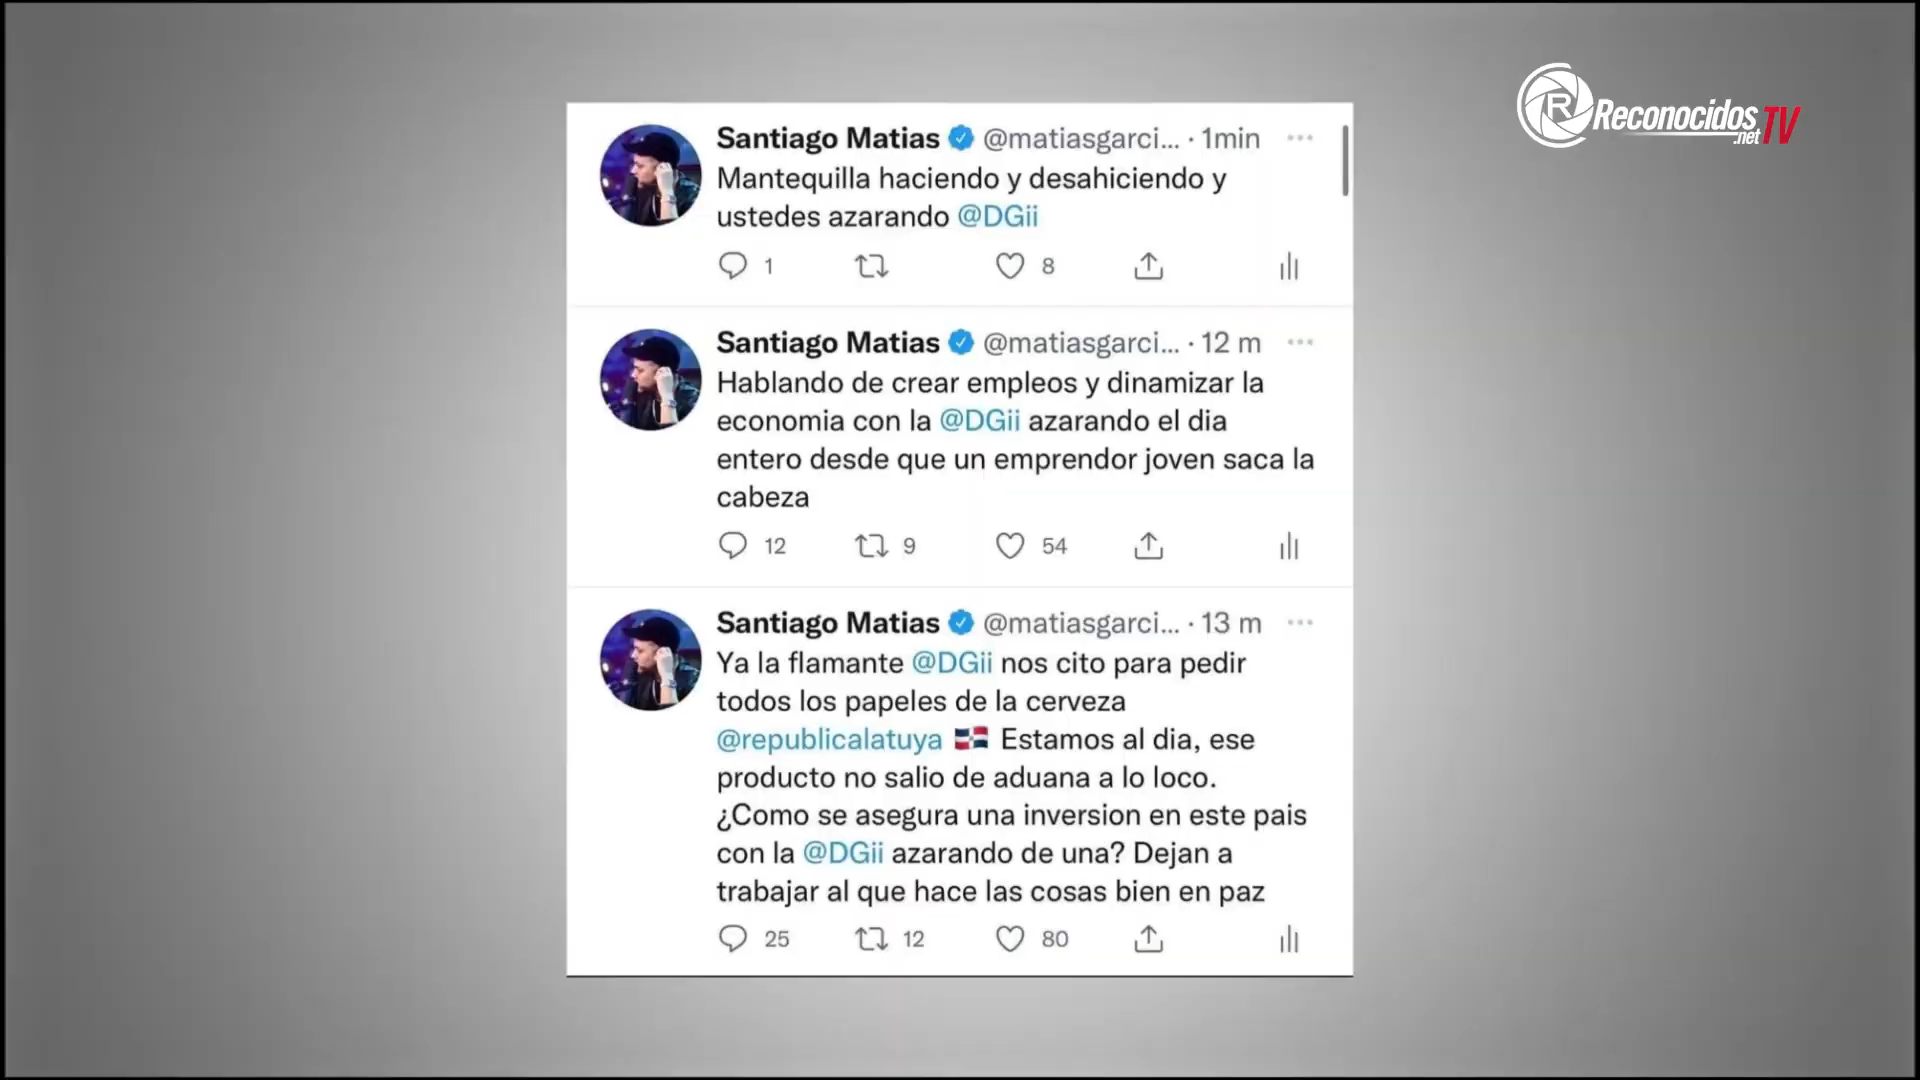 Reconocidos
.net TV
Santiago Matias @matiasgarci... · 1min
Mantequilla haciendo y desahiciendo y
ustedes azarando @DGii
1 8
Santiago Matias @matiasgarci... · 12 m
Hablando de crear empleos y dinamizar la
economia con la @DGii azarando el dia
entero desde que un emprendor joven saca la
cabeza
12 9 54
Santiago Matias @matiasgarci... · 13 m
Ya la flamante @DGii nos cito para pedir
todos los papeles de la cerveza
@republicalatuya 🇩🇴 Estamos al dia, ese
producto no salio de aduana a lo loco.
¿Como se asegura una inversion en este pais
con la @DGii azarando de una? Dejan a
trabajar al que hace las cosas bien en paz
25 12 80